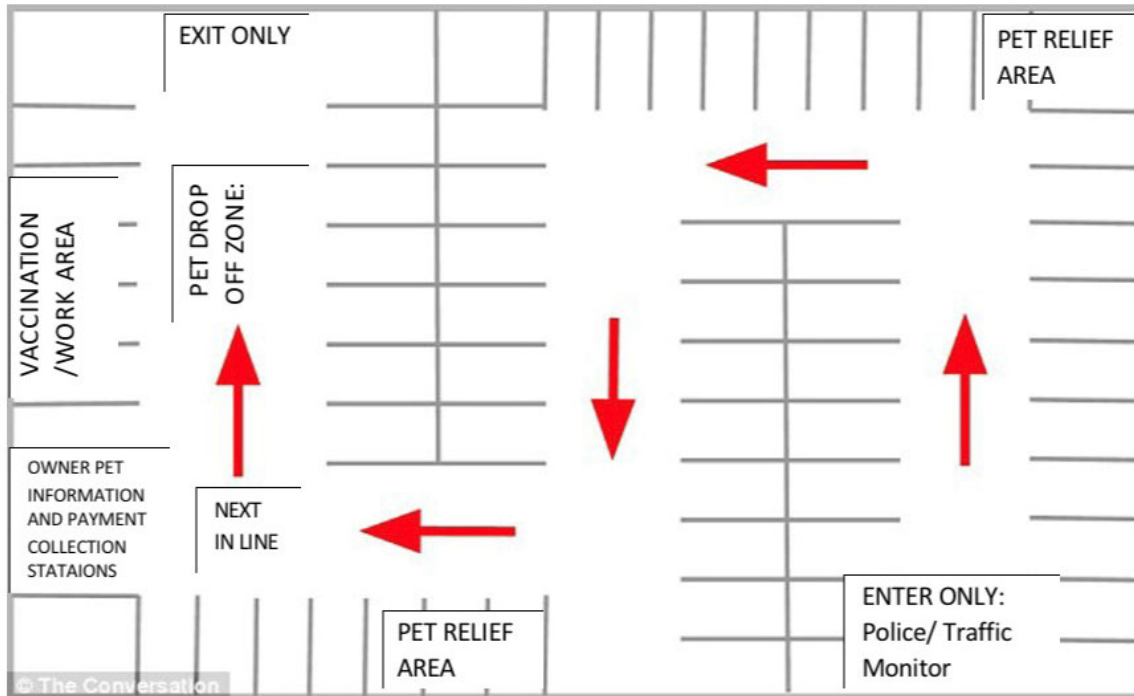 EXIT ONLY
PET RELIEF
AREA
VACCINATION
/WORK AREA
PET DROP
OFF ZONE:
OWNER PET
INFORMATION
AND PAYMENT
COLLECTION
STATAIONS
NEXT
IN LINE
PET RELIEF
AREA
ENTER ONLY:
Police/ Traffic
Monitor
© The Conversation